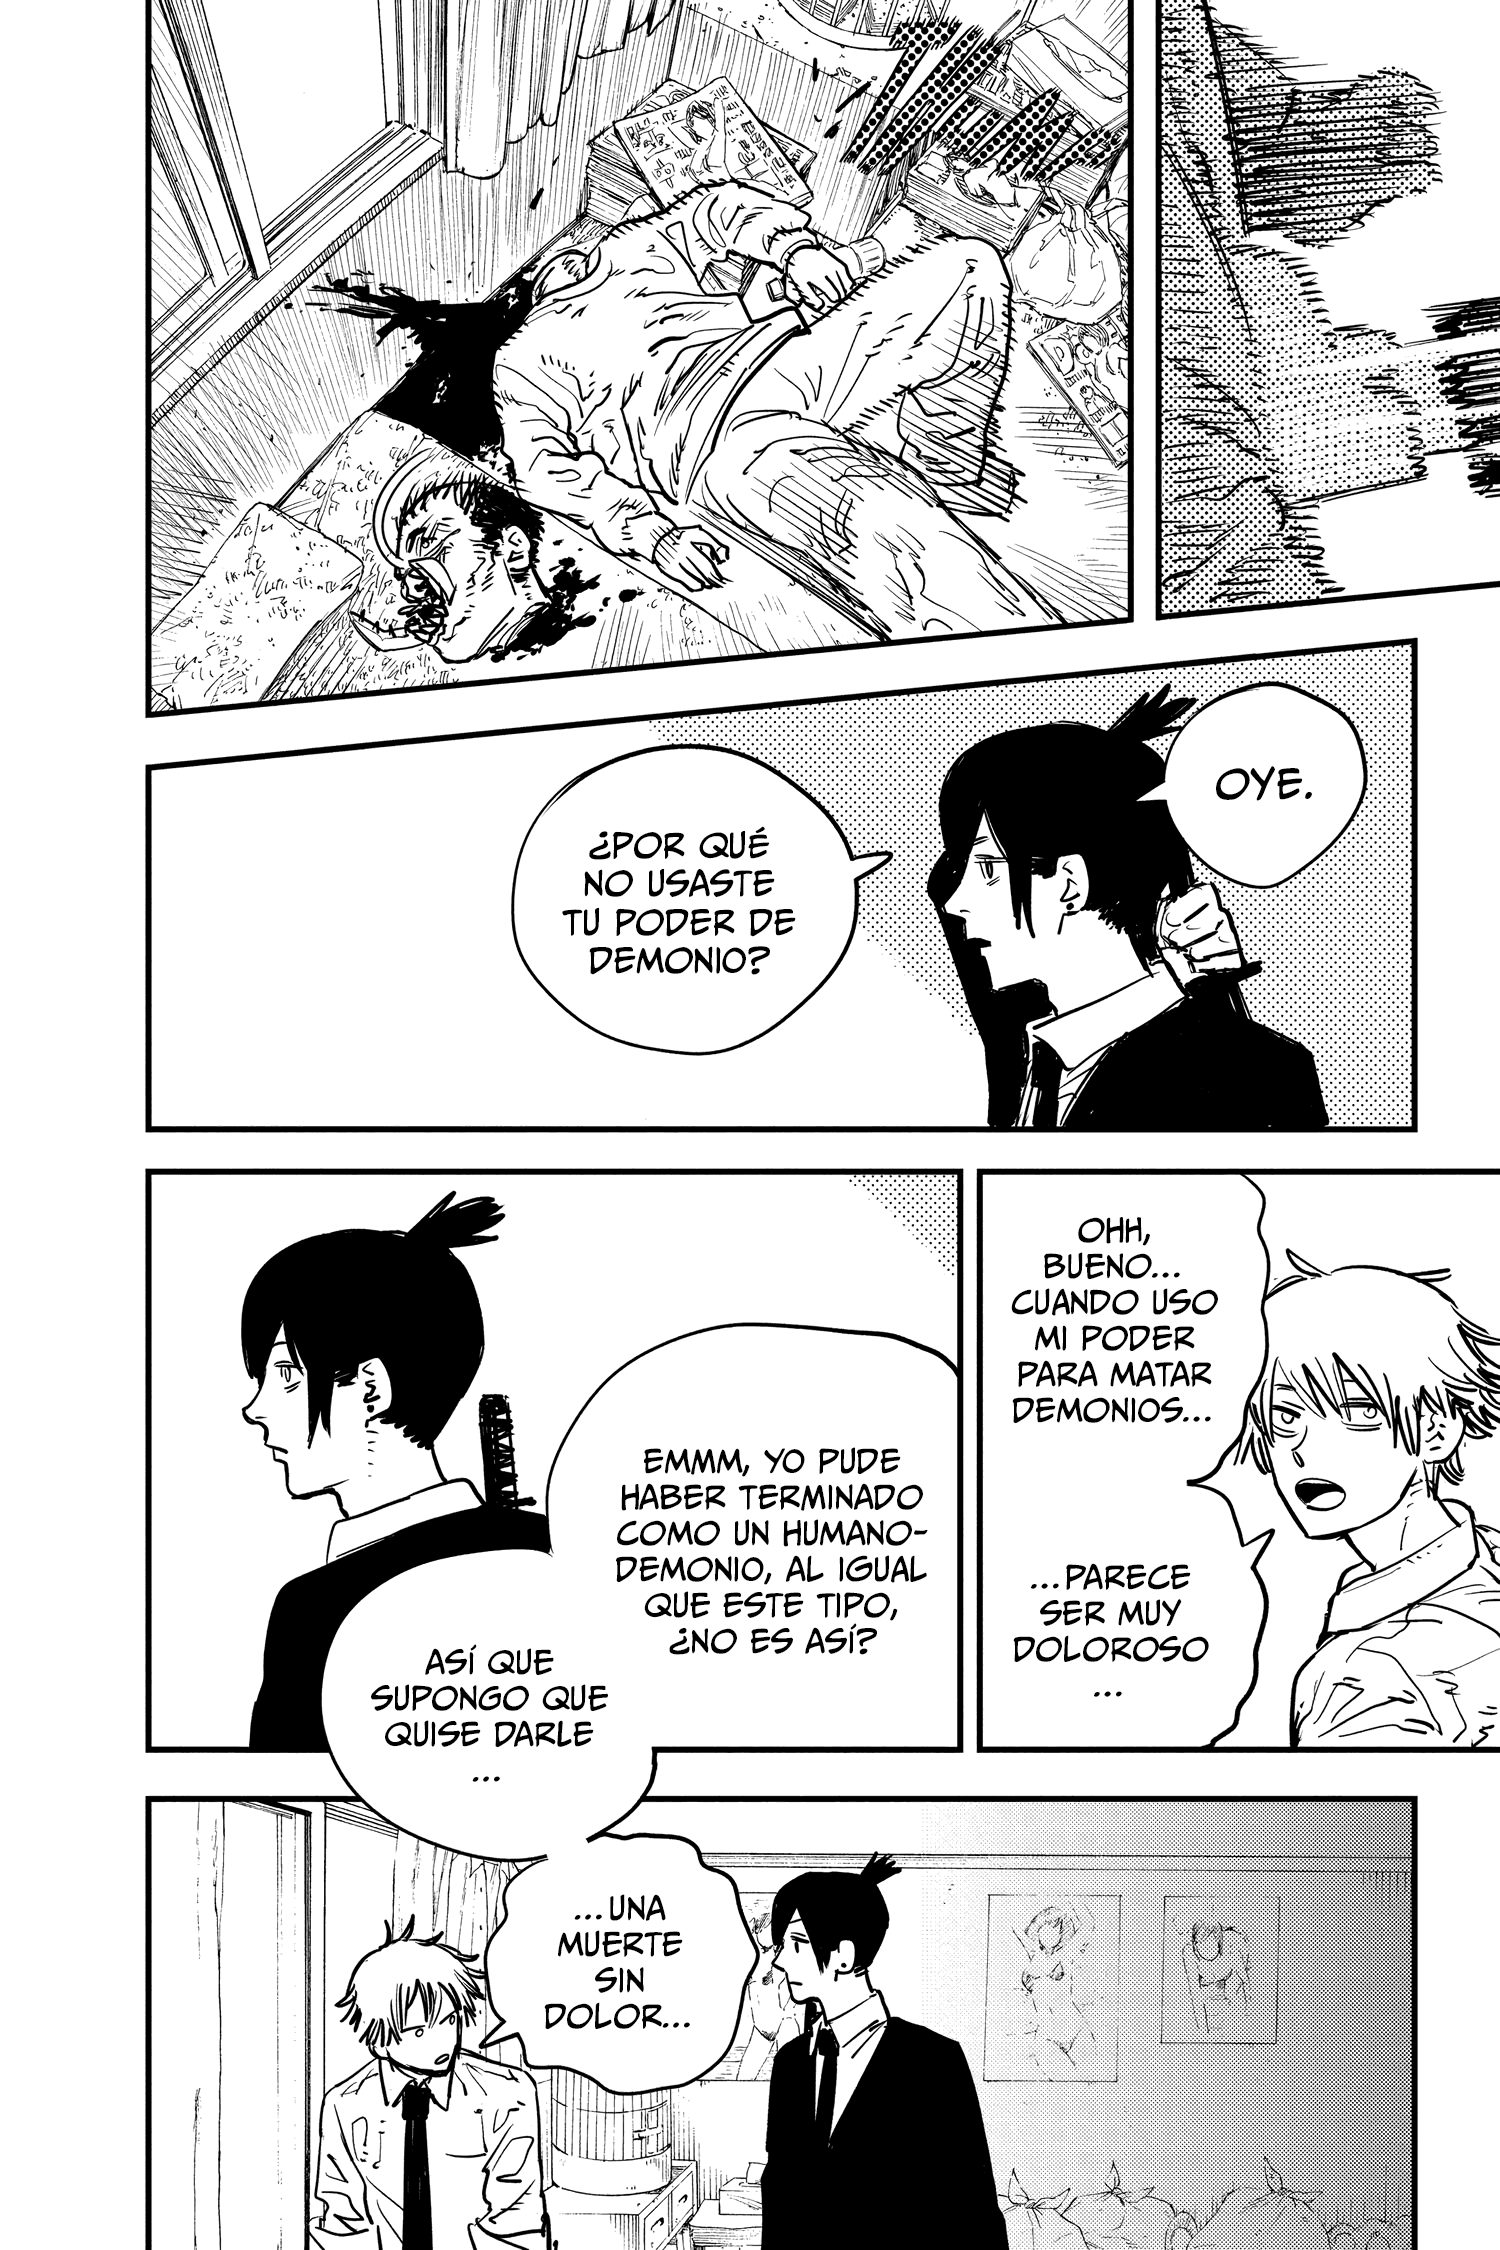 OYE.
¿POR QUÉ
NO USASTE
TU PODER DE
DEMONIO?
OHH,
BUENO...
CUANDO USO
MI PODER
PARA MATAR
DEMONIOS...
...PARECE
SER MUY
DOLOROSO
...
EMMM, YO PUDE
HABER TERMINADO
COMO UN HUMANO-
DEMONIO, AL IGUAL
QUE ESTE TIPO,
¿NO ES ASÍ?
ASÍ QUE
SUPONGO QUE
QUISE DARLE
...
...UNA
MUERTE
SIN
DOLOR...